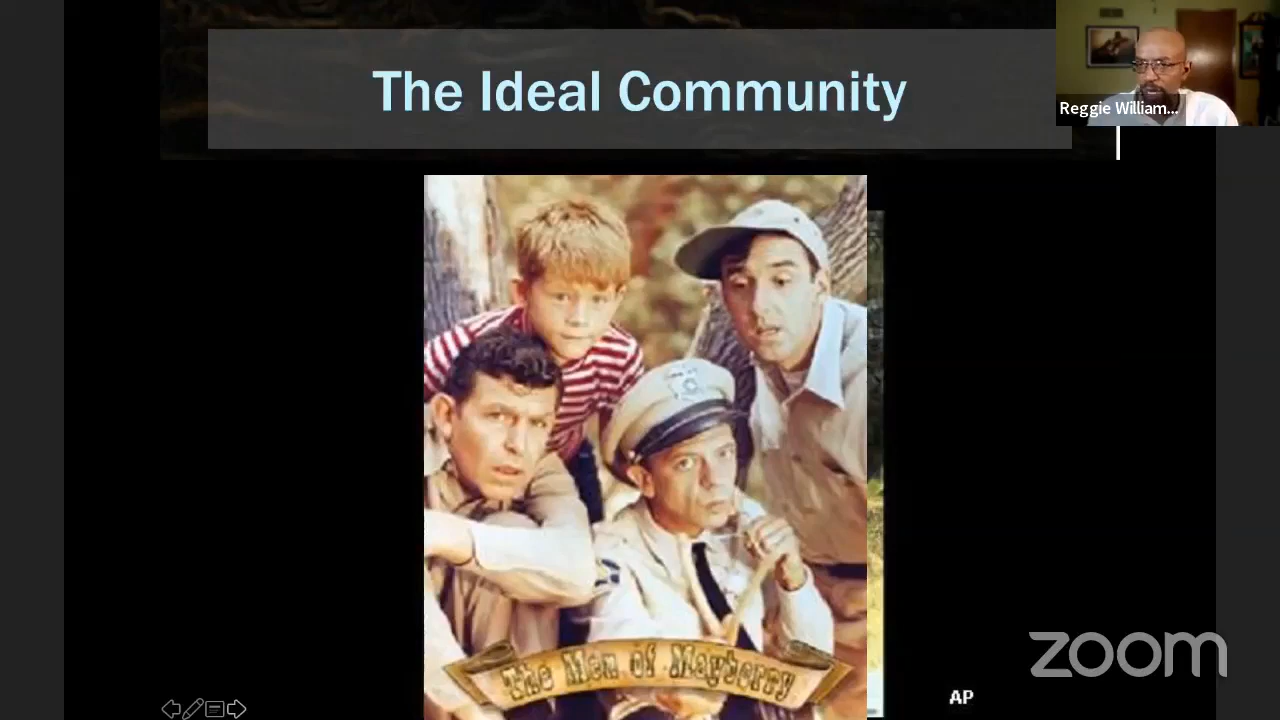 The Ideal Community
Reggie William...
The Men of Mayberry
zoom
AP